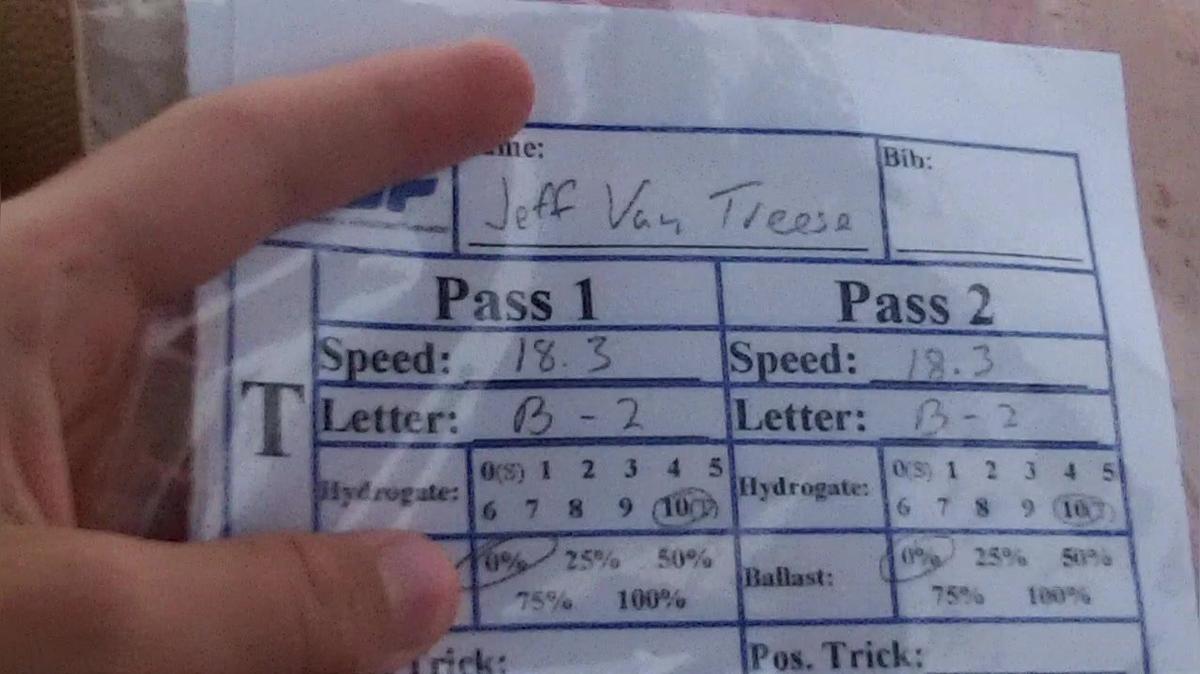 me: Bib:
Jeff Van Treese
Pass 1 Pass 2
T
Speed: 18.3 Speed: 18.3
Letter: B - 2 Letter: B - 2
Hydrogate: 0(S) 1 2 3 4 5 Hydrogate: 0(S) 1 2 3 4 5
6 7 8 9 6 7 8 9
0% 25% 50% Ballast: 0% 25% 50%
75% 100% 75% 100%
Trick: Pos. Trick: